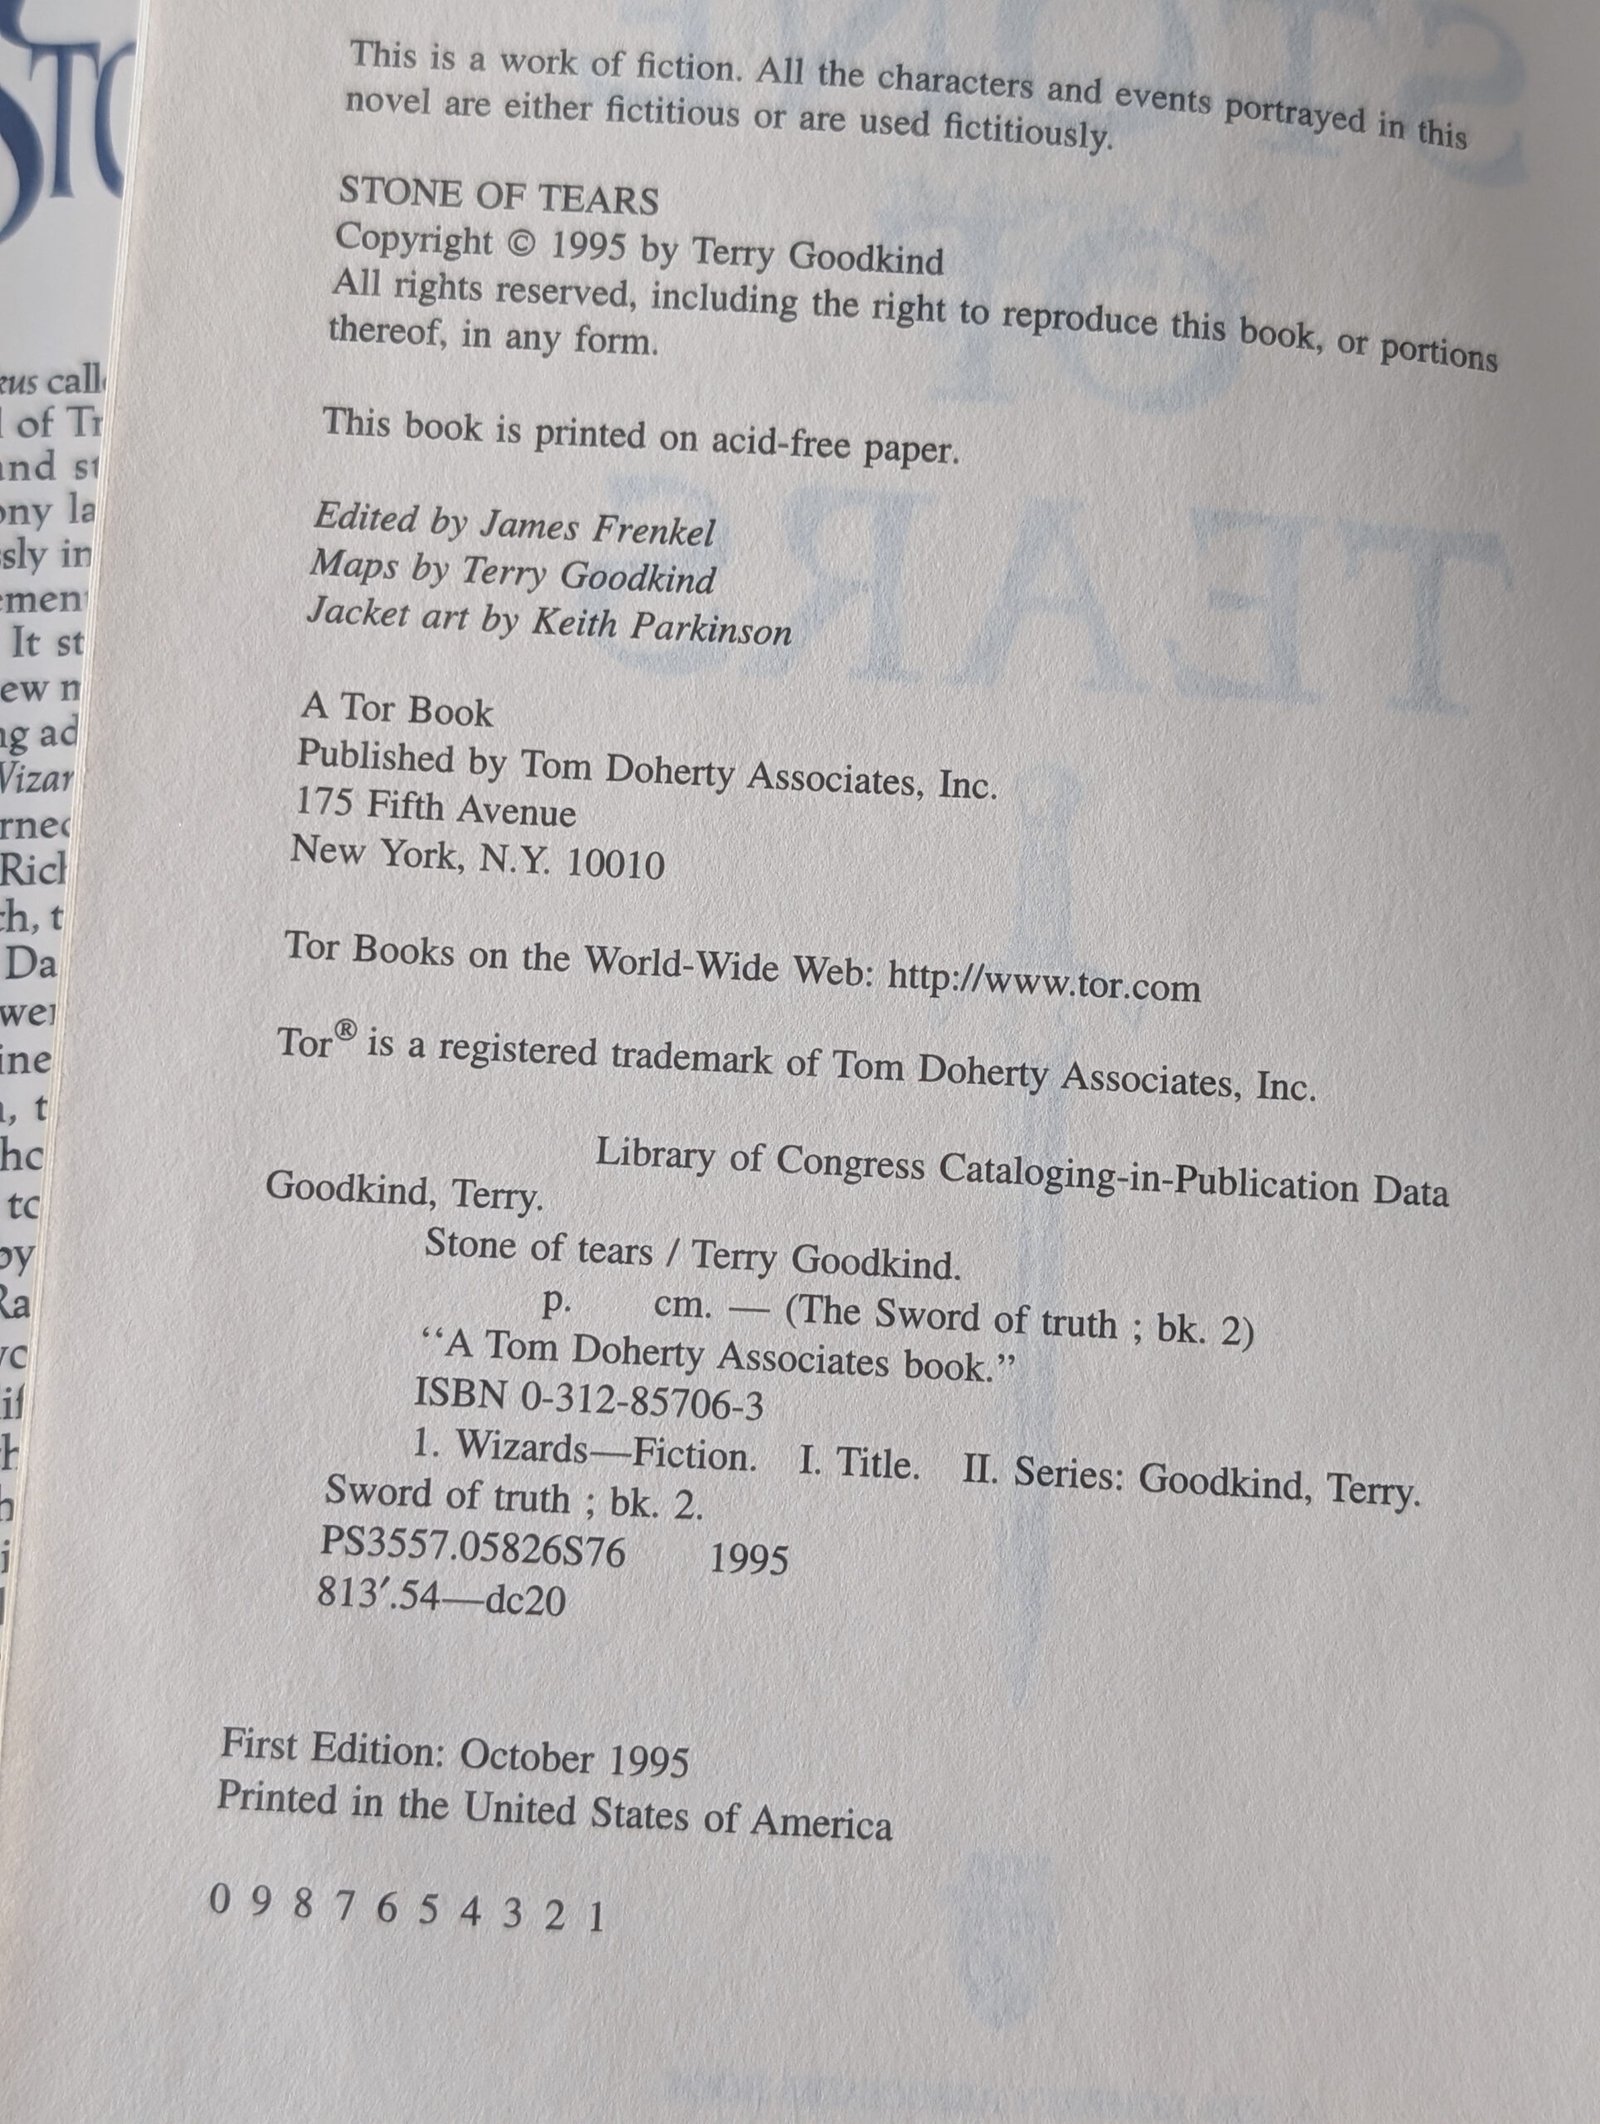 This is a work of fiction. All the characters and events portrayed in this
novel are either fictitious or are used fictitiously.
STONE OF TEARS
Copyright © 1995 by Terry Goodkind
All rights reserved, including the right to reproduce this book, or portions
thereof, in any form.
This book is printed on acid-free paper.
Edited by James Frenkel
Maps by Terry Goodkind
Jacket art by Keith Parkinson
A Tor Book
Published by Tom Doherty Associates, Inc.
175 Fifth Avenue
New York, N.Y. 10010
Tor Books on the World-Wide Web: http://www.tor.com
Tor® is a registered trademark of Tom Doherty Associates, Inc.
Library of Congress Cataloging-in-Publication Data
Goodkind, Terry.
Stone of tears / Terry Goodkind.
p. cm. — (The Sword of truth ; bk. 2)
‘‘A Tom Doherty Associates book.’’
ISBN 0-312-85706-3
1. Wizards—Fiction. I. Title. II. Series: Goodkind, Terry.
Sword of truth ; bk. 2.
PS3557.05826S76 1995
813′.54—dc20
First Edition: October 1995
Printed in the United States of America
0 9 8 7 6 5 4 3 2 1